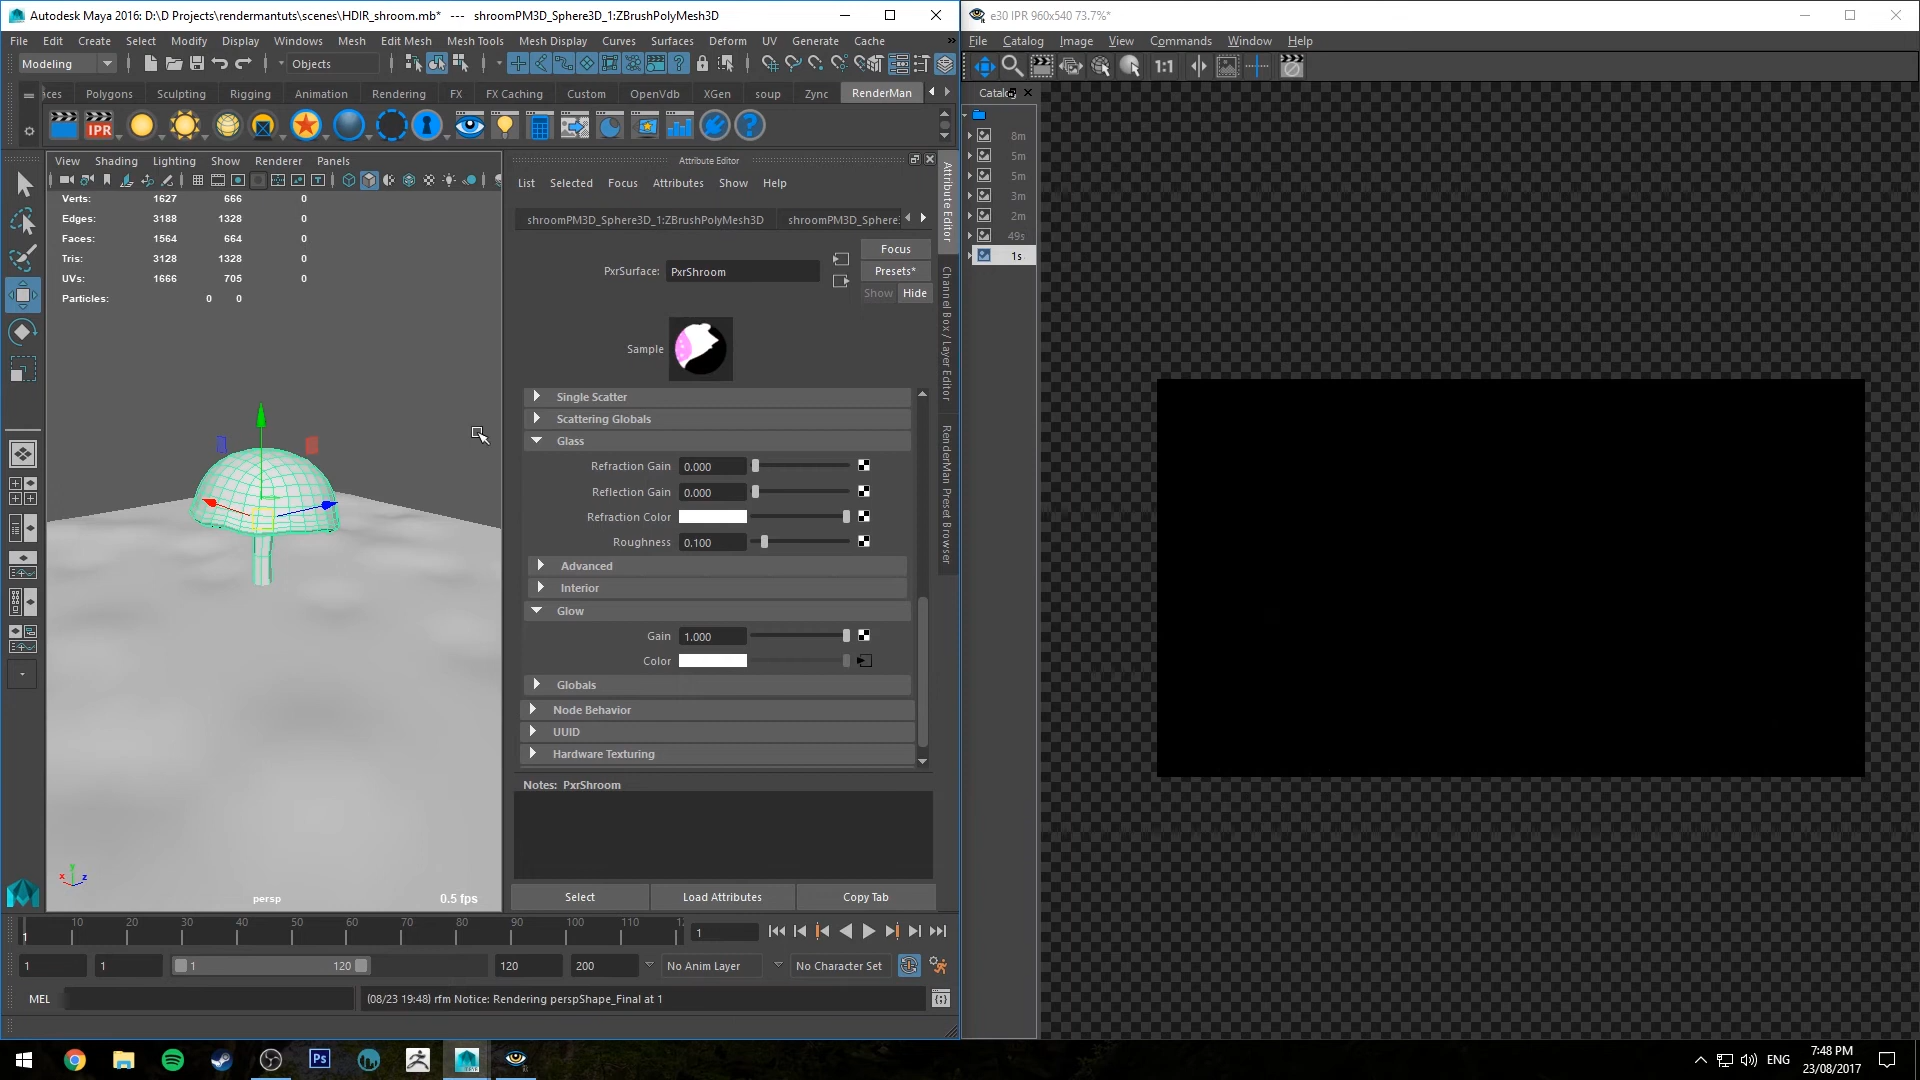 Autodesk Maya 2016: D:\D Projects\rendermantuts\scenes\HDIR_shroom.mb* --- shroomPM3D_Sphere3D_1:ZBrushPolyMesh3D
File Edit Create Select Modify Display Windows Mesh Edit Mesh Mesh Tools Mesh Display Curves Surfaces Deform UV Generate Cache
Modeling Objects
Polygons Sculpting Rigging Animation Rendering FX FX Caching Custom OpenVdb XGen soup Zync RenderMan
IPR
View Shading Lighting Show Renderer Panels
Verts: 1627 666 0
Edges: 3188 1328 0
Faces: 1564 664 0
Tris: 3128 1328 0
UVs: 1666 705 0
Particles: 0 0
persp
0.5 fps
Attribute Editor
List Selected Focus Attributes Show Help
shroomPM3D_Sphere3D_1:ZBrushPolyMesh3D shroomPM3D_Sphere
Focus
PxrSurface: PxrShroom
Presets*
Show Hide
Sample
Single Scatter
Scattering Globals
Glass
Refraction Gain 0.000
Reflection Gain 0.000
Refraction Color
Roughness 0.100
Advanced
Interior
Glow
Gain 1.000
Color
Globals
Node Behavior
UUID
Hardware Texturing
Notes: PxrShroom
Select Load Attributes Copy Tab
Attribute Editor
Channel Box / Layer Editor
RenderMan Preset Browser
10 20 30 40 50 60 70 80 90 100 110
1
1
1 1 1 120 120 200 No Anim Layer No Character Set
MEL (08/23 19:48) rfm Notice: Rendering perspShape_Final at 1
e30 IPR 960x540 73.7%*
File Catalog Image View Commands Window Help
1:1
8m
5m
5m
3m
2m
49s
1s
ENG
7:48 PM
23/08/2017